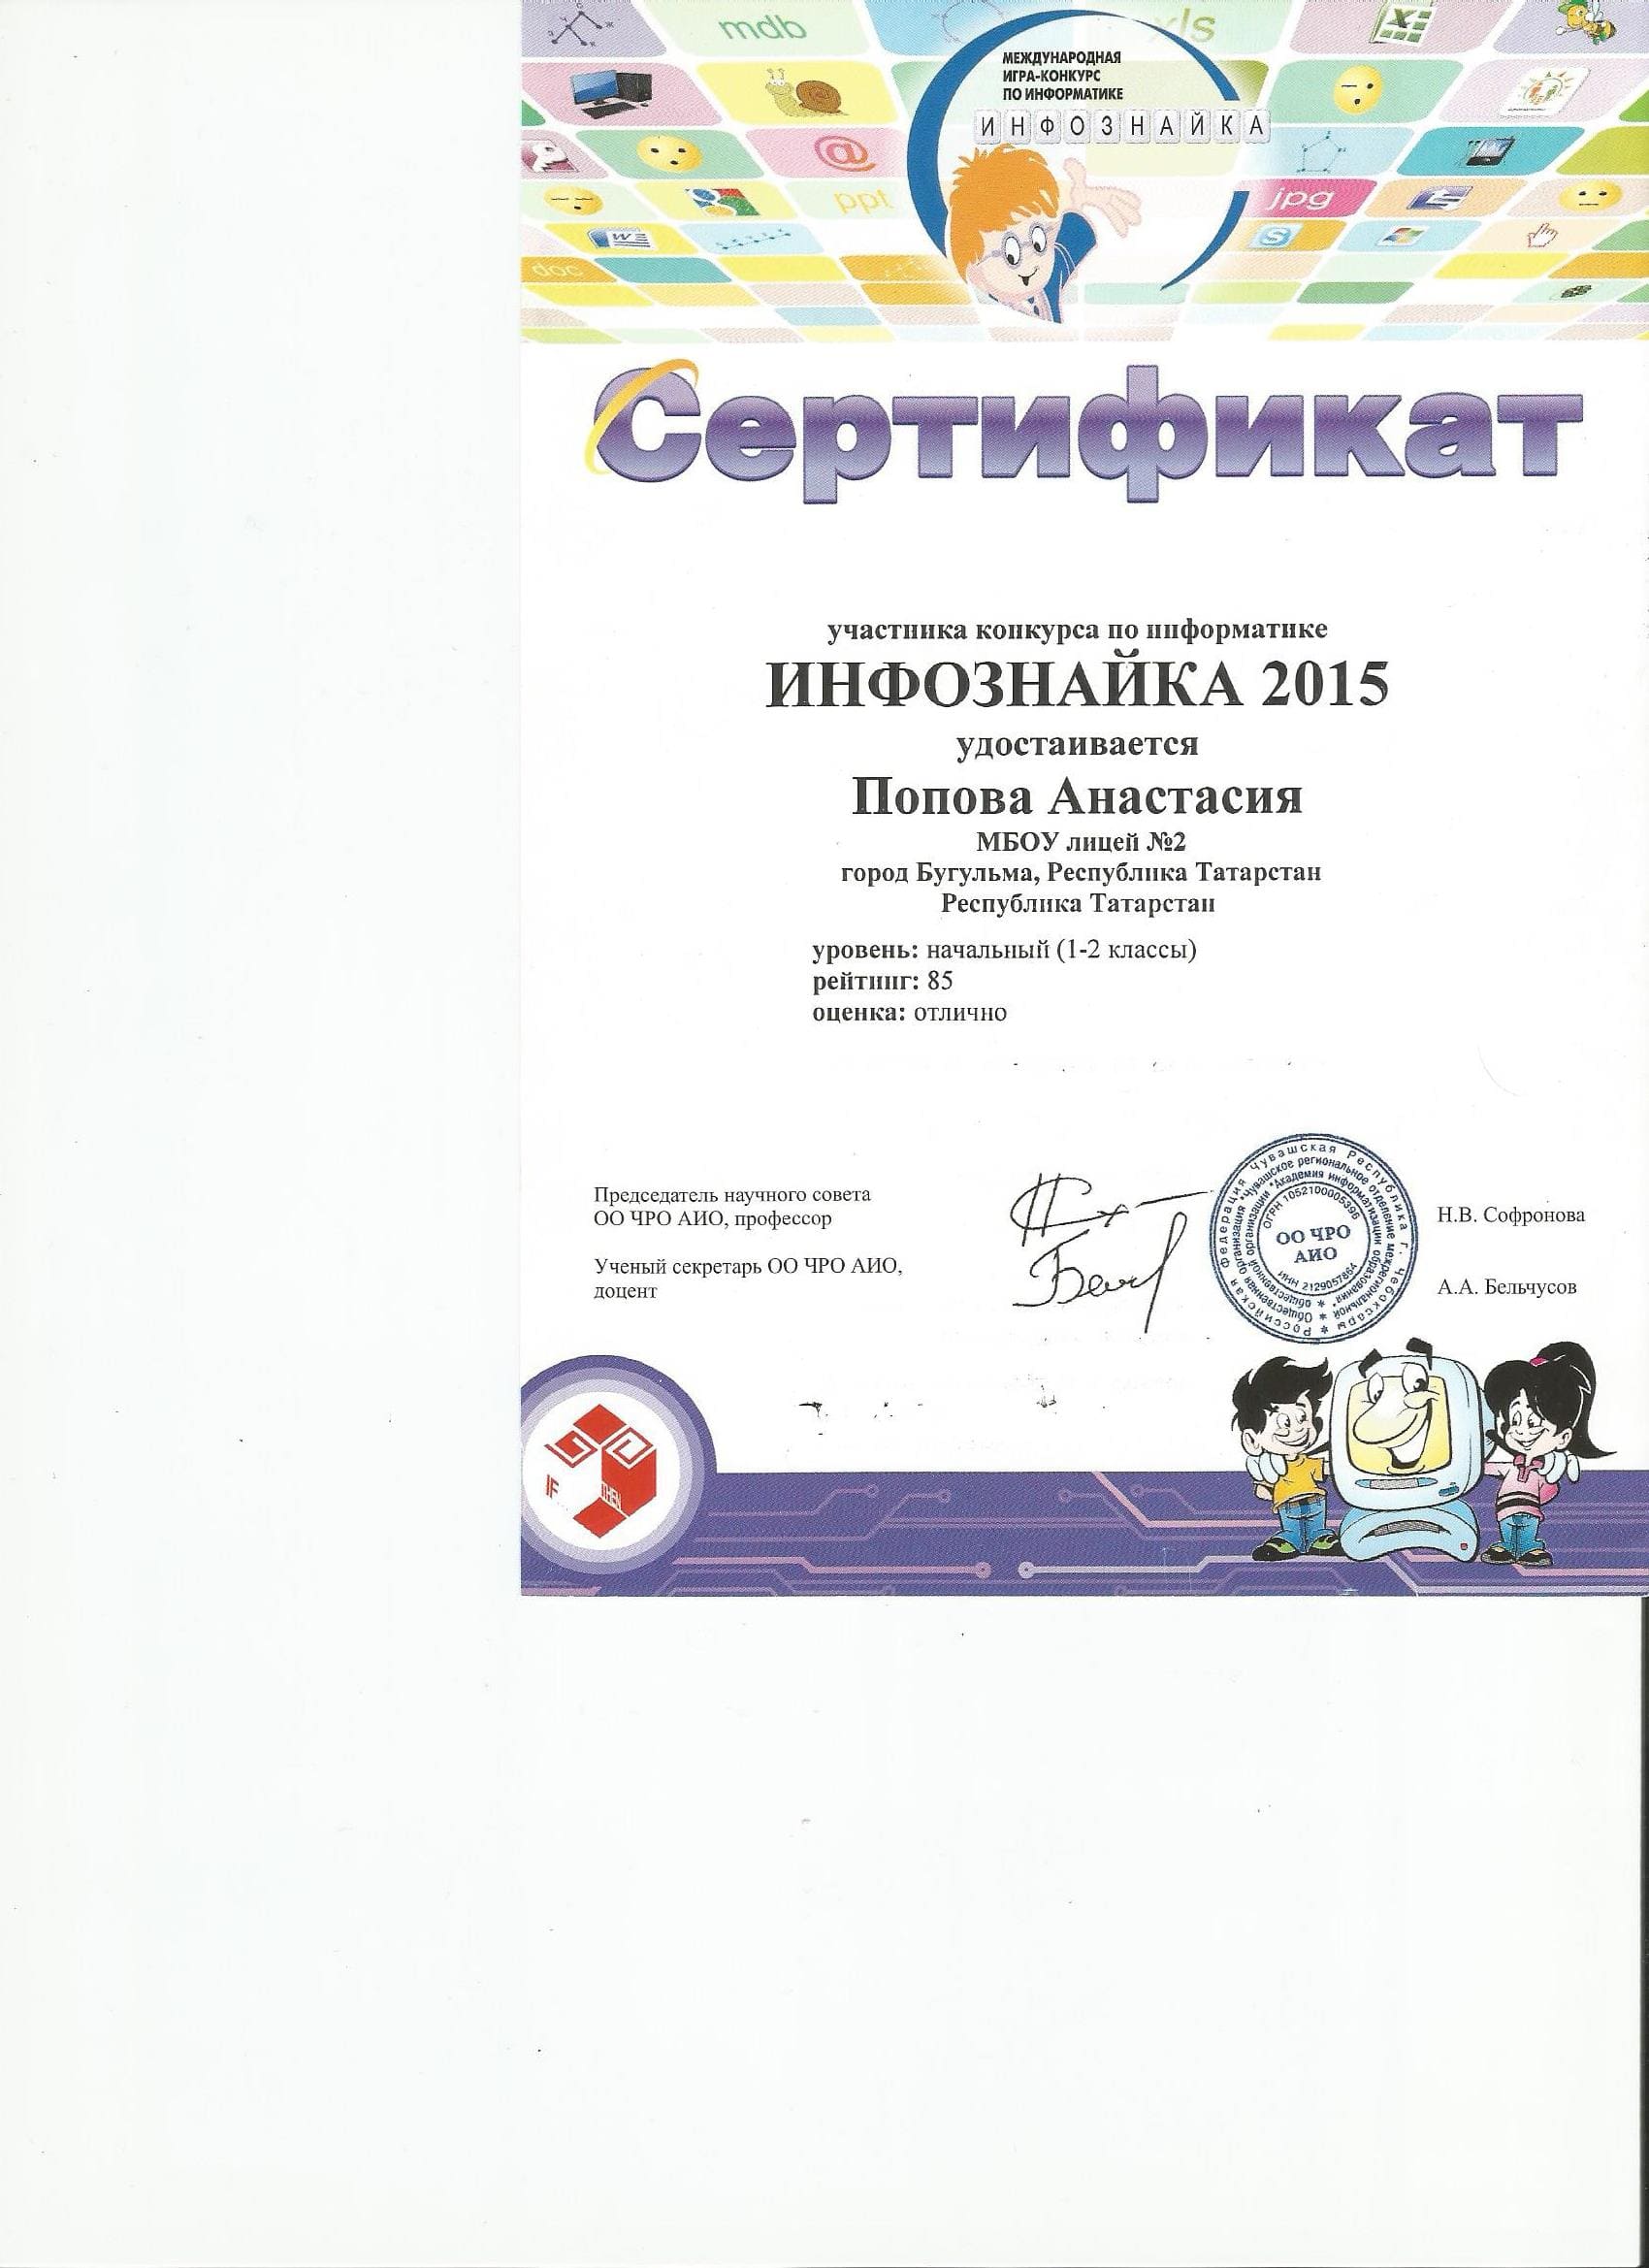 mdb
xls
МЕЖДУНАРОДНАЯ
ИГРА-КОНКУРС
ПО ИНФОРМАТИКЕ
ИНФОЗНАЙКА
@
ppt
jpg
doc
Сертификат
участника конкурса по информатике
ИНФОЗНАЙКА 2015
удостаивается
Попова Анастасия
МБОУ лицей №2
город Бугульма, Республика Татарстан
Республика Татарстан
уровень: начальный (1-2 классы)
рейтинг: 85
оценка: отлично
Председатель научного совета
ОО ЧРО АИО, профессор
Н.В. Софронова
Ученый секретарь ОО ЧРО АИО,
доцент
А.А. Бельчусов
Российская Федерация Чувашская Республика г. Чебоксары
Общественная организация "Чувашское региональное отделение межрегиональной
общественной организации "Академия информатизации образования"
ОГРН 1052100005396
ИНН 2129057864
ОО ЧРО
АИО
IF
THEN